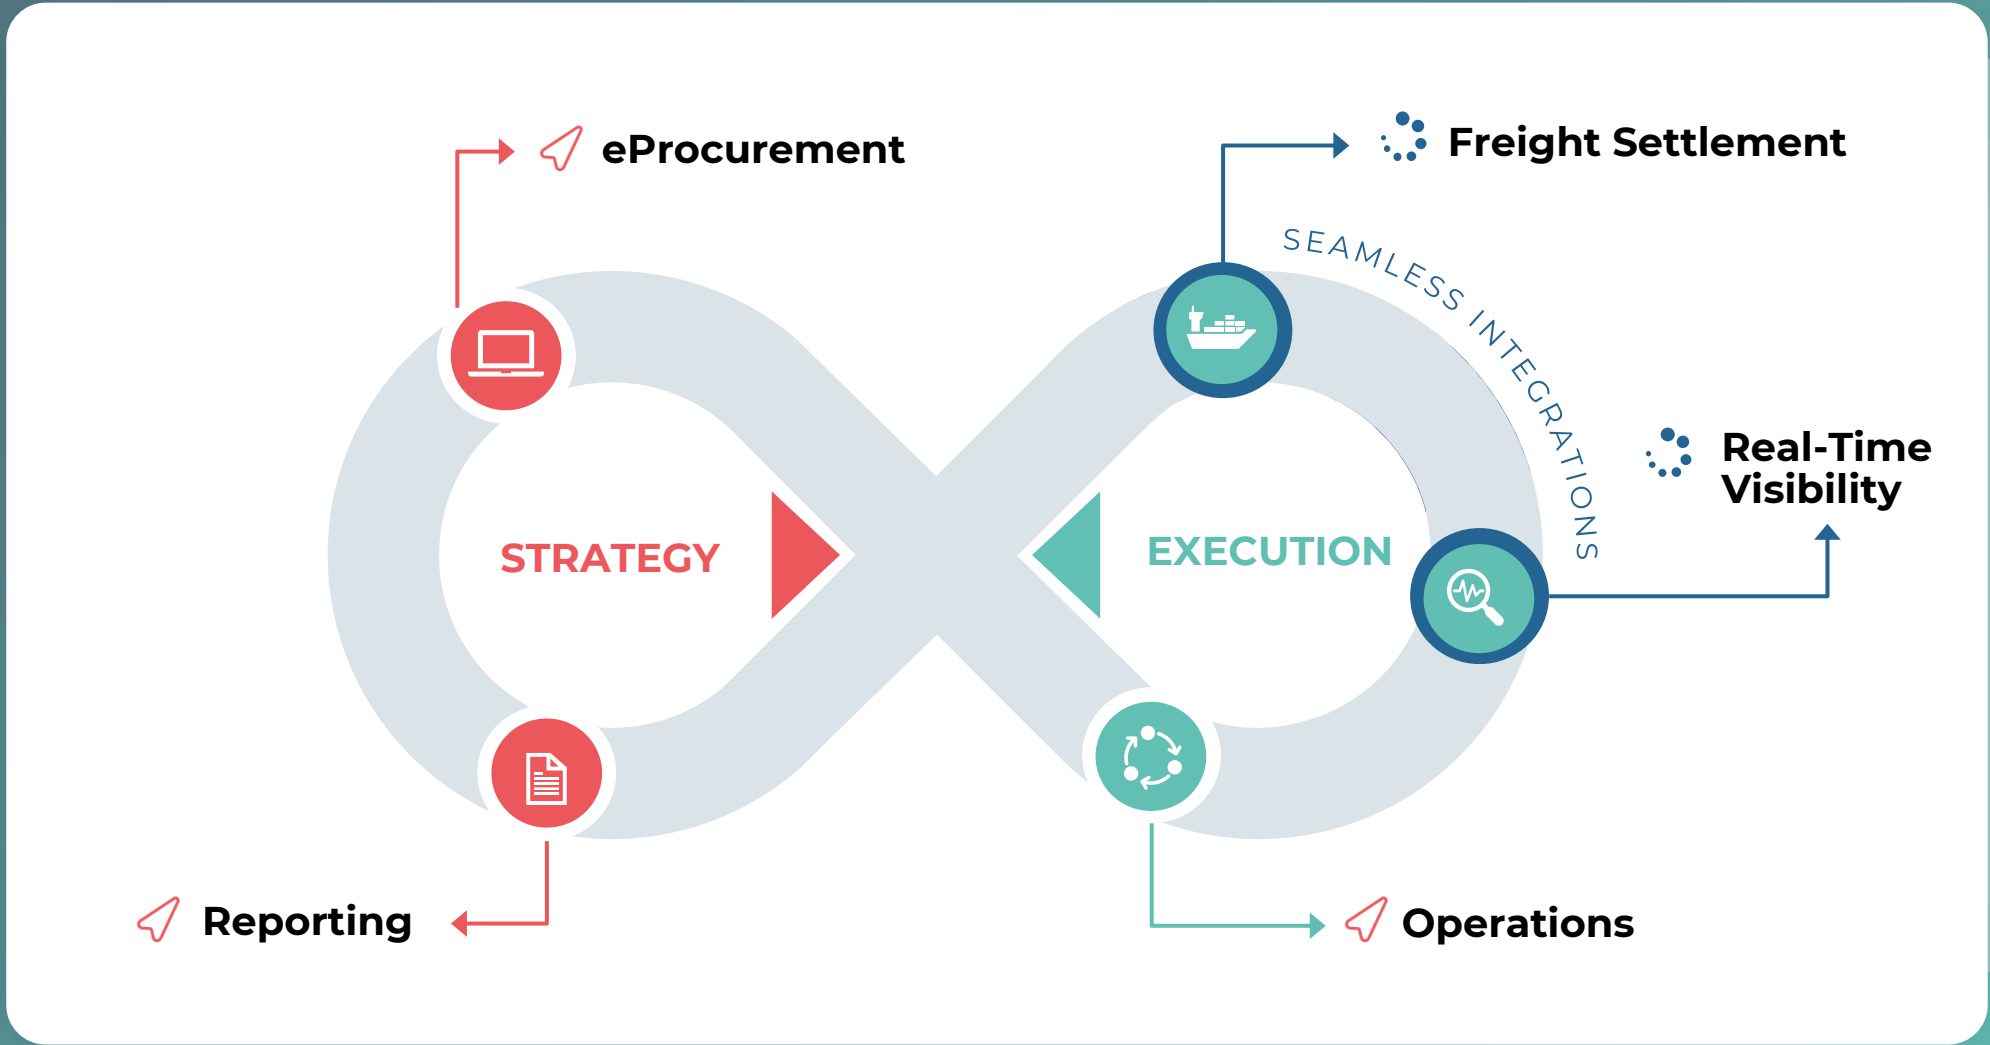 eProcurement
Freight Settlement
SEAMLESS INTEGRATIONS
Real-Time
Visibility
STRATEGY
EXECUTION
Reporting
Operations